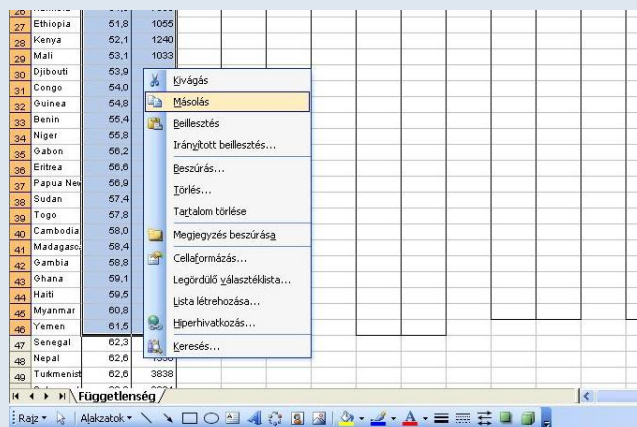 27 Ethiopia 51,8 1055
28 Kenya 52,1 1240
29 Mali 53,1 1033
30 Djibouti 53,9
31 Congo 54,0
32 Guinea 54,8
33 Benin 55,4
34 Niger 55,8
35 Gabon 56,2
36 Eritrea 56,6
37 Papua New 56,9
38 Sudan 57,4
39 Togo 57,8
40 Cambodia 58,0
41 Madagasc 58,4
42 Gambia 58,8
43 Ghana 59,1
44 Haiti 59,5
45 Myanmar 60,8
46 Yemen 61,5
47 Senegal 62,3
48 Nepal 62,6
49 Turkmenist 62,6 3838
Kivágás
Másolás
Beillesztés
Irányított beillesztés...
Beszúrás...
Törlés...
Tartalom törlése
Megjegyzés beszúrása
Cellaformázás...
Legördülő választéklista...
Lista létrehozása...
Hiperhivatkozás...
Keresés...
Függetlenség
Rajz Alakzatok